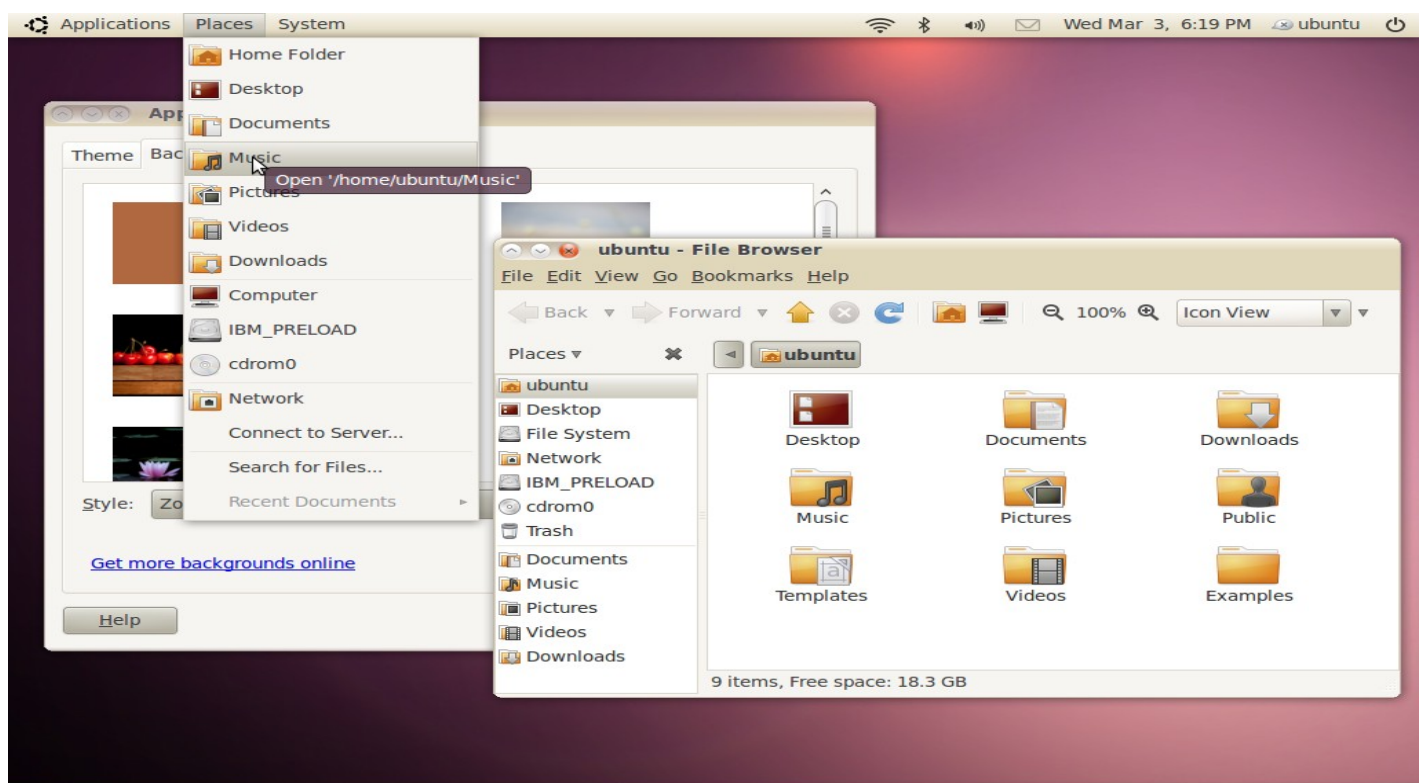 Applications Places System Wed Mar 3, 6:19 PM ubuntu
Home Folder
Desktop
Documents
Music
Open '/home/ubuntu/Music'
Pictures
Videos
Downloads
Computer
IBM_PRELOAD
cdrom0
Network
Connect to Server...
Search for Files...
Recent Documents
App
Theme Bac
Style: Zo
Get more backgrounds online
Help
ubuntu - File Browser
File Edit View Go Bookmarks Help
Back Forward 100% Icon View
Places ubuntu
ubuntu
Desktop
File System
Network
IBM_PRELOAD
cdrom0
Trash
Documents
Music
Pictures
Videos
Downloads
Desktop Documents Downloads
Music Pictures Public
Templates Videos Examples
9 items, Free space: 18.3 GB